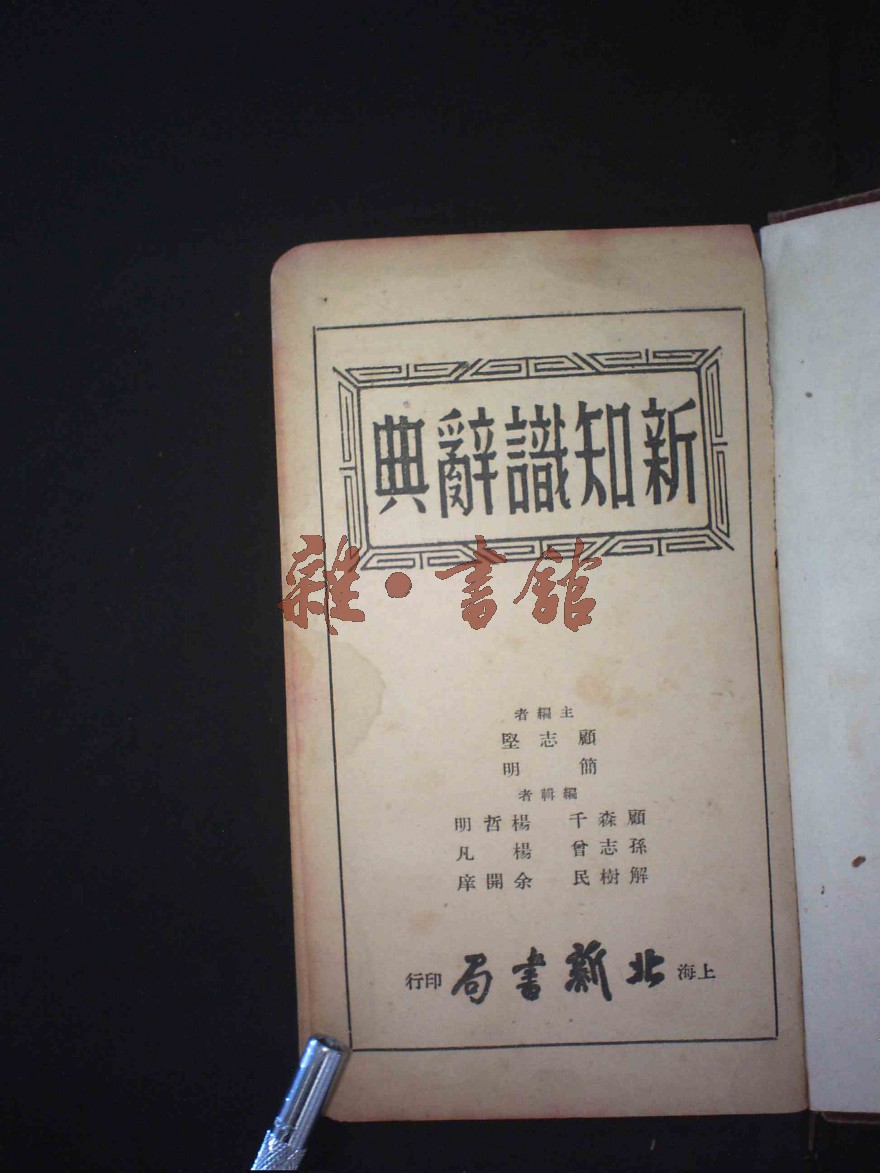 新知識辭典
雜·書館
主編者
顧志堅
簡明
編輯者
顧森千 楊哲明
孫志曾 楊凡
解樹民 余開庠
上海北新書局印行